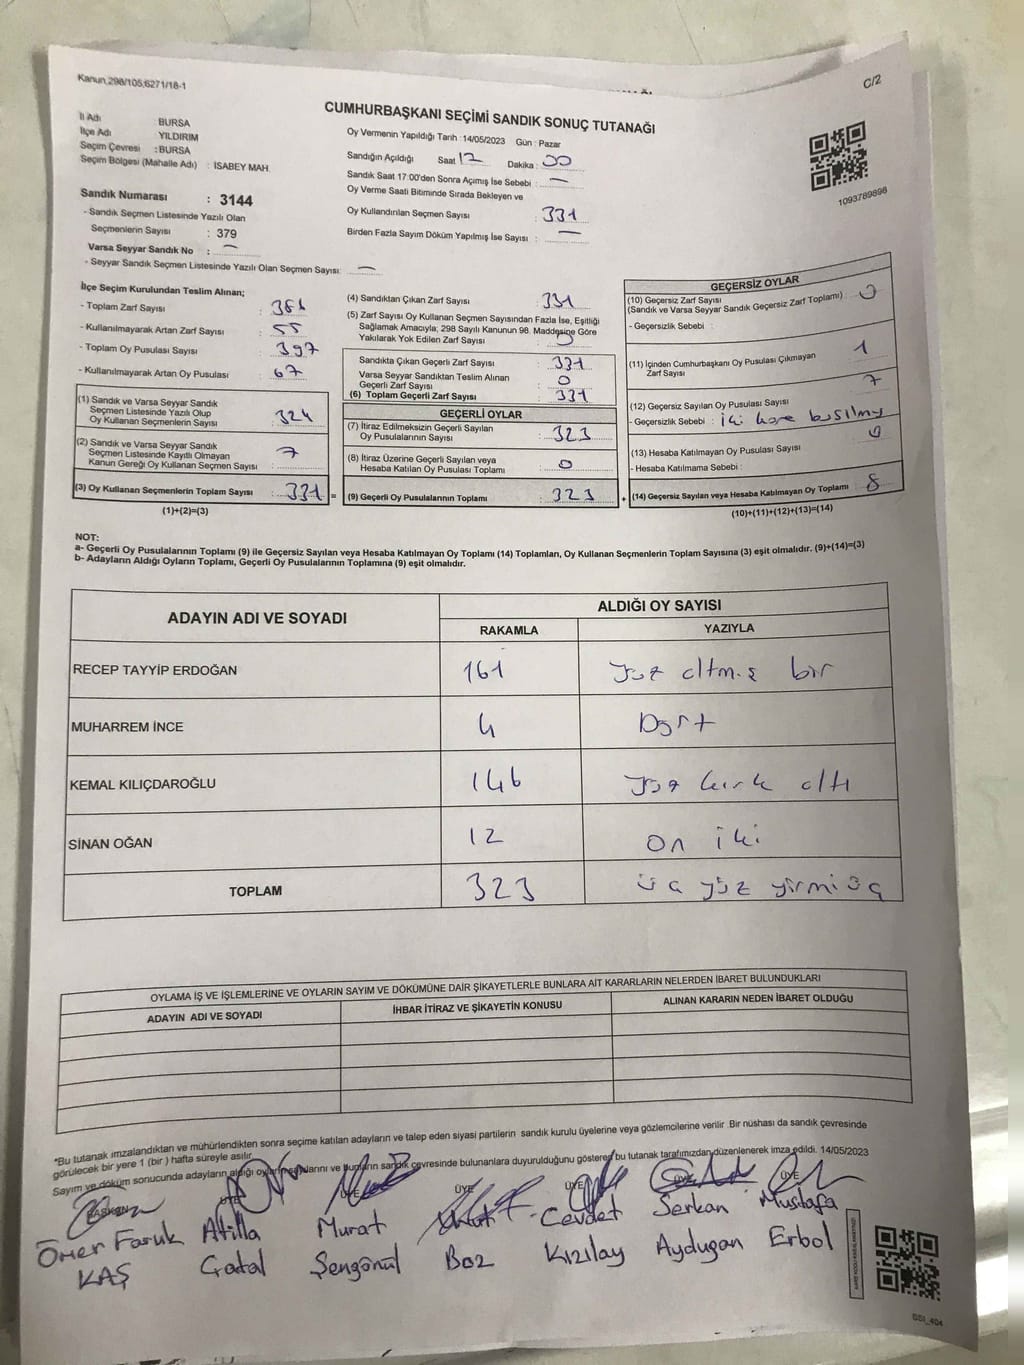 Kanun,298/105;6271/18-1
C/2
CUMHURBAŞKANI SEÇİMİ SANDIK SONUÇ TUTANAĞI
İl Adı BURSA
İlçe Adı YILDIRIM
Seçim Çevresi :BURSA
Seçim Bölgesi (Mahalle Adı) : ISABEY MAH.
Sandık Numarası : 3144
- Sandık Seçmen Listesinde Yazılı Olan
Seçmenlerin Sayısı : 379
Varsa Seyyar Sandık No : —
- Seyyar Sandık Seçmen Listesinde Yazılı Olan Seçmen Sayısı: —
Oy Vermenin Yapıldığı Tarih :14/05/2023 Gün : Pazar
Sandığın Açıldığı Saat 17 Dakika : 00
Sandık Saat 17:00'den Sonra Açımış İse Sebebi : —
Oy Verme Saati Bitiminde Sırada Bekleyen ve
Oy Kullandırılan Seçmen Sayısı : 331
Birden Fazla Sayım Döküm Yapılmış İse Sayısı : —
1093789898
İlçe Seçim Kurulundan Teslim Alınan;
- Toplam Zarf Sayısı : 386
- Kullanılmayarak Artan Zarf Sayısı : 55
- Toplam Oy Pusulası Sayısı : 397
- Kullanılmayarak Artan Oy Pusulası : 67
(1) Sandık ve Varsa Seyyar Sandık
Seçmen Listesinde Yazılı Olup
Oy Kullanan Seçmenlerin Sayısı : 324
(2) Sandık ve Varsa Seyyar Sandık
Seçmen Listesinde Kayıtlı Olmayan
Kanun Gereği Oy Kullanan Seçmen Sayısı : 7
(3) Oy Kullanan Seçmenlerin Toplam Sayısı : 331 =
(1)+(2)=(3)
(4) Sandıktan Çıkan Zarf Sayısı : 331
(5) Zarf Sayısı Oy Kullanan Seçmen Sayısından Fazla İse, Eşitliği
Sağlamak Amacıyla; 298 Sayılı Kanunun 98. Maddesine Göre
Yakılarak Yok Edilen Zarf Sayısı :
Sandıkta Çıkan Geçerli Zarf Sayısı : 331
Varsa Seyyar Sandıktan Teslim Alınan
Geçerli Zarf Sayısı : 0
(6) Toplam Geçerli Zarf Sayısı : 331
GEÇERLİ OYLAR
(7) İtiraz Edilmeksizin Geçerli Sayılan
Oy Pusulalarının Sayısı : 323
(8) İtiraz Üzerine Geçerli Sayılan veya
Hesaba Katılan Oy Pusulası Toplamı : 0
(9) Geçerli Oy Pusulalarının Toplamı : 323 +
GEÇERSİZ OYLAR
(10) Geçersiz Zarf Sayısı
(Sandık ve Varsa Seyyar Sandık Geçersiz Zarf Toplamı) : 0
- Geçersizlik Sebebi :
(11) İçinden Cumhurbaşkanı Oy Pusulası Çıkmayan
Zarf Sayısı 1
(12) Geçersiz Sayılan Oy Pusulası Sayısı 7
- Geçersizlik Sebebi : iki kere basılmış
(13) Hesaba Katılmayan Oy Pusulası Sayısı 0
- Hesaba Katılmama Sebebi :
(14) Geçersiz Sayılan veya Hesaba Katılmayan Oy Toplamı : 8
(10)+(11)+(12)+(13)=(14)
NOT:
a- Geçerli Oy Pusulalarının Toplamı (9) ile Geçersiz Sayılan veya Hesaba Katılmayan Oy Toplamı (14) Toplamları, Oy Kullanan Seçmenlerin Toplam Sayısına (3) eşit olmalıdır. (9)+(14)=(3)
b- Adayların Aldığı Oyların Toplamı, Geçerli Oy Pusulalarının Toplamına (9) eşit olmalıdır.
ADAYIN ADI VE SOYADI ALDIĞI OY SAYISI
RAKAMLA YAZIYLA
RECEP TAYYİP ERDOĞAN 161 Yüz altmış bir
MUHARREM İNCE 4 Dört
KEMAL KILIÇDAROĞLU 146 Yüz kırk altı
SİNAN OĞAN 12 on iki
TOPLAM 323 üç yüz yirmi üç
OYLAMA İŞ VE İŞLEMLERİNE VE OYLARIN SAYIM VE DÖKÜMÜNE DAİR ŞİKAYETLERLE BUNLARA AİT KARARLARIN NELERDEN İBARET BULUNDUKLARI
ADAYIN ADI VE SOYADI İHBAR İTİRAZ VE ŞİKAYETİN KONUSU ALINAN KARARIN NEDEN İBARET OLDUĞU
*Bu tutanak imzalandıktan ve mühürlendikten sonra seçime katılan adayların ve talep eden siyasi partilerin sandık kurulu üyelerine veya gözlemcilerine verilir. Bir nüshası da sandık çevresinde
görülecek bir yere 1 (bir ) hafta süreyle asılır.
Sayım ve döküm sonucunda adayların aldığı oyların sandık çevresinde bulunanlara duyurulduğunu gösterer bu tutanak tarafımızdan düzenlenerek imza edildi. 14/05/2023
BAŞKAN ÜYE ÜYE ÜYE ÜYE ÜYE ÜYE
Ömer Faruk Atilla Murat Cevdet Serkan Mustafa
KAŞ Şengönül Boz Kızılay Aydugan Erbol
GSI_404